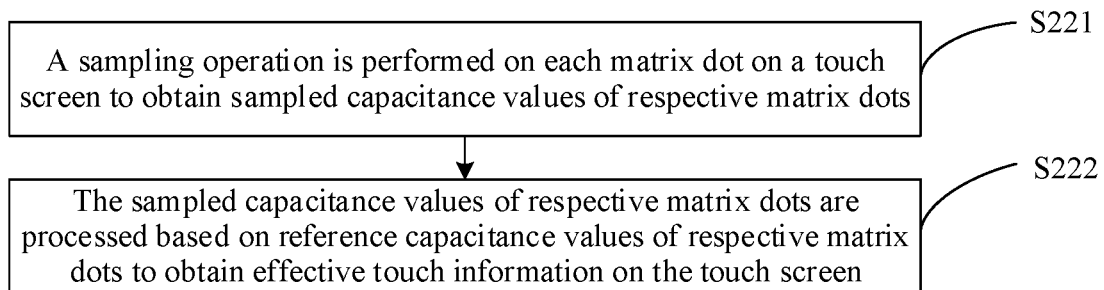 S221
A sampling operation is performed on each matrix dot on a touch
screen to obtain sampled capacitance values of respective matrix dots
S222
The sampled capacitance values of respective matrix dots are
processed based on reference capacitance values of respective matrix
dots to obtain effective touch information on the touch screen